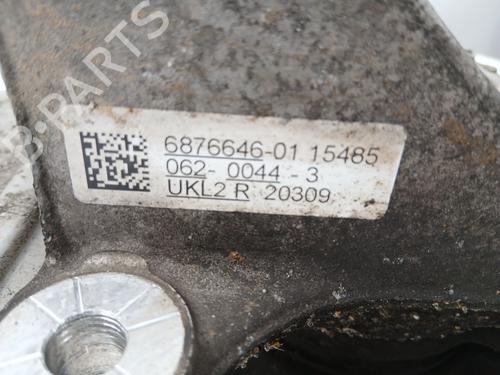 B-PARTS
6876646-01 15485
062- 0044 - 3
UKL2 R 20309